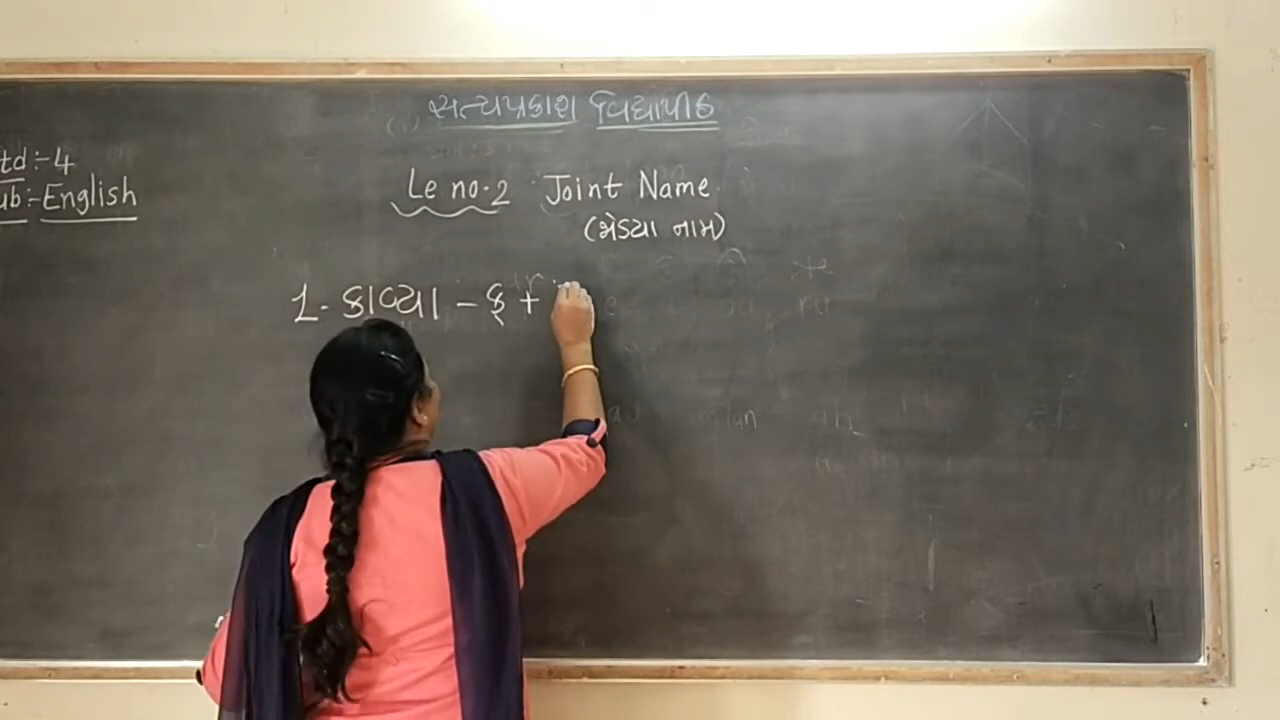 સત્યપ્રકાશ વિદ્યાપીઠ
td :- 4
ub :- English
Le no. 2 Joint Name
(જોડ્યા નામ)
1. કાવ્યા - ક્ +